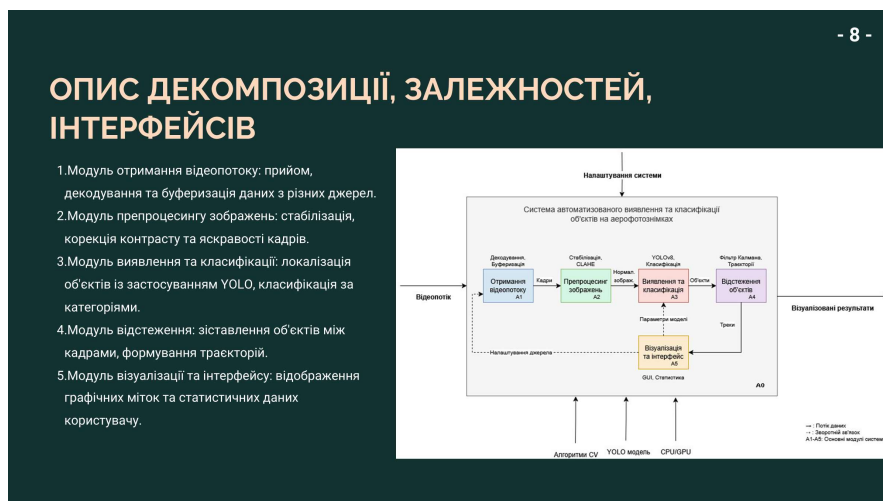 - 8 -
ОПИС ДЕКОМПОЗИЦІЇ, ЗАЛЕЖНОСТЕЙ,
ІНТЕРФЕЙСІВ
1.Модуль отримання відеопотоку: прийом,
декодування та буферизація даних з різних джерел.
2.Модуль препроцесингу зображень: стабілізація,
корекція контрасту та яскравості кадрів.
3.Модуль виявлення та класифікації: локалізація
об'єктів із застосуванням YOLO, класифікація за
категоріями.
4.Модуль відстеження: зіставлення об'єктів між
кадрами, формування траєкторій.
5.Модуль візуалізації та інтерфейсу: відображення
графічних міток та статистичних даних
користувачу.
Налаштування системи
Система автоматизованого виявлення та класифікації
об'єктів на аерофотознімках
Декодування,
Буферизація
Стабілізація,
CLAHE
YOLOv8,
Класифікація
Фільтр Калмана,
Траєкторії
Відеопотік
Отримання
відеопотоку
A1
Кадри
Препроцесинг
зображень
A2
Нормал.
зображ.
Виявлення та
класифікація
A3
Об'єкти
Відстеження
об'єктів
A4
Візуалізовані результати
Параметри моделі
Треки
Налаштування джерела
Візуалізація
та інтерфейс
A5
GUI, Статистика
A0
Алгоритми CV
YOLO модель
CPU/GPU
→ : Потік даних
⇢ : Зворотній зв'язок
A1-A5: Основні модулі систем